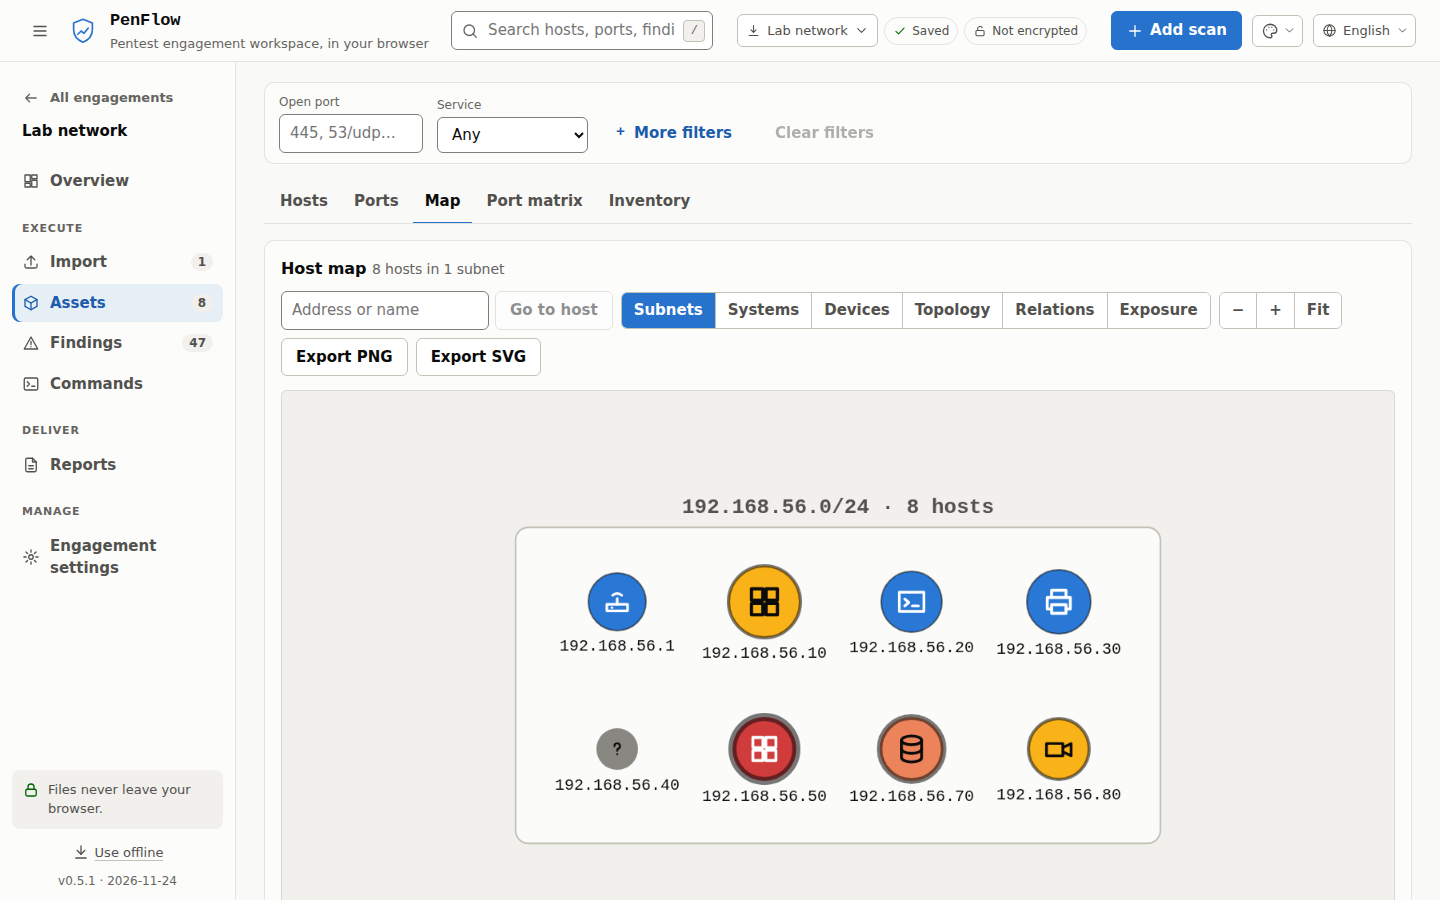 PenFlow
Pentest engagement workspace, in your browser
Search hosts, ports, findi
/
Lab network
Saved
Not encrypted
Add scan
English
All engagements
Lab network
Overview
EXECUTE
Import 1
Assets 8
Findings 47
Commands
DELIVER
Reports
MANAGE
Engagement
settings
Files never leave your
browser.
Use offline
v0.5.1 · 2026-11-24
Open port
445, 53/udp…
Service
Any
+ More filters
Clear filters
Hosts Ports Map Port matrix Inventory
Host map 8 hosts in 1 subnet
Address or name
Go to host
Subnets Systems Devices Topology Relations Exposure
− + Fit
Export PNG Export SVG
192.168.56.0/24 · 8 hosts
192.168.56.1 192.168.56.10 192.168.56.20 192.168.56.30
?
192.168.56.40 192.168.56.50 192.168.56.70 192.168.56.80